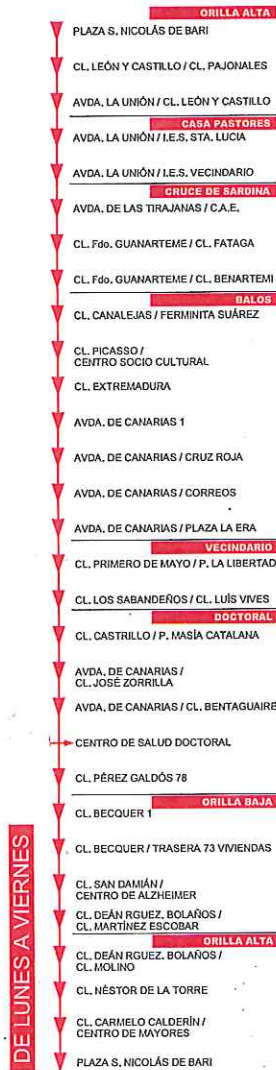 ORILLA ALTA
PLAZA S. NICOLÁS DE BARI
CL. LEÓN Y CASTILLO / CL. PAJONALES
AVDA. LA UNIÓN / CL. LEÓN Y CASTILLO
CASA PASTORES
AVDA. LA UNIÓN / I.E.S. STA. LUCIA
AVDA. LA UNIÓN / I.E.S. VECINDARIO
CRUCE DE SARDINA
AVDA. DE LAS TIRAJANAS / C.A.E.
CL. Fdo. GUANARTEME / CL. FATAGA
CL. Fdo. GUANARTEME / CL. BENARTEMI
BALOS
CL. CANALEJAS / FERMINITA SUÁREZ
CL. PICASSO /
CENTRO SOCIO CULTURAL
CL. EXTREMADURA
AVDA. DE CANARIAS 1
AVDA. DE CANARIAS / CRUZ ROJA
AVDA. DE CANARIAS / CORREOS
AVDA. DE CANARIAS / PLAZA LA ERA
VECINDARIO
CL. PRIMERO DE MAYO / P. LA LIBERTAD
CL. LOS SABANDEÑOS / CL. LUÍS VIVES
DOCTORAL
CL. CASTRILLO / P. MASÍA CATALANA
AVDA. DE CANARIAS /
CL. JOSÉ ZORRILLA
AVDA. DE CANARIAS / CL. BENTAGUAIRE
CENTRO DE SALUD DOCTORAL
CL. PÉREZ GALDÓS 78
ORILLA BAJA
CL. BECQUER 1
CL. BECQUER / TRASERA 73 VIVIENDAS
CL. SAN DAMIÁN /
CENTRO DE ALZHEIMER
CL. DEÁN RGUEZ. BOLAÑOS /
CL. MARTÍNEZ ESCOBAR
ORILLA ALTA
CL. DEÁN RGUEZ. BOLAÑOS /
CL. MOLINO
CL. NÉSTOR DE LA TORRE
CL. CARMELO CALDERÍN /
CENTRO DE MAYORES
PLAZA S. NICOLÁS DE BARI
DE LUNES A VIERNES